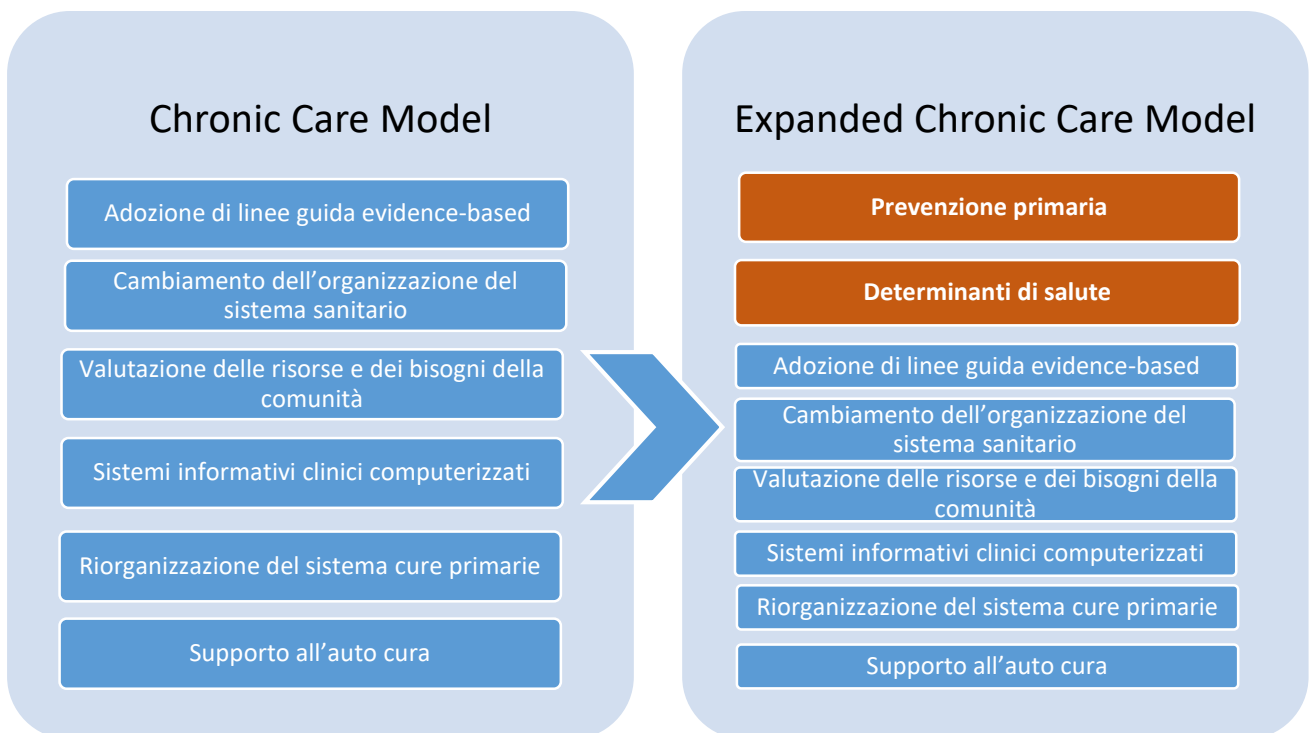 Chronic Care Model
Adozione di linee guida evidence-based
Cambiamento dell’organizzazione del
sistema sanitario
Valutazione delle risorse e dei bisogni della
comunità
Sistemi informativi clinici computerizzati
Riorganizzazione del sistema cure primarie
Supporto all’auto cura
Expanded Chronic Care Model
Prevenzione primaria
Determinanti di salute
Adozione di linee guida evidence-based
Cambiamento dell’organizzazione del
sistema sanitario
Valutazione delle risorse e dei bisogni della
comunità
Sistemi informativi clinici computerizzati
Riorganizzazione del sistema cure primarie
Supporto all’auto cura